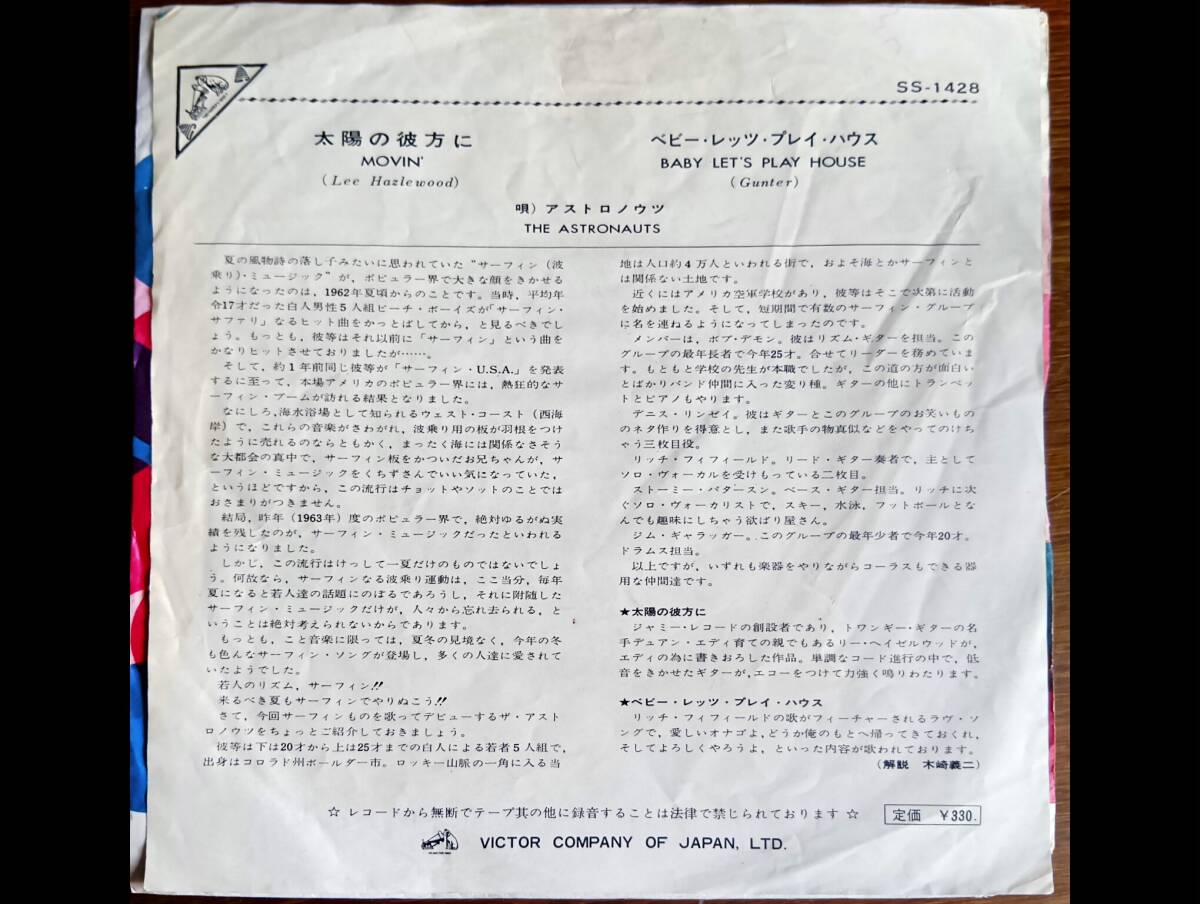 SS-1428
太陽の彼方に
MOVIN'
(Lee Hazlewood)
ベビー・レッツ・プレイ・ハウス
BABY LET'S PLAY HOUSE
(Gunter)
唄)アストロノウツ
THE ASTRONAUTS
夏の風物詩の落し子みたいに思われていた“サーフィン(波
乗り)・ミュージック”が,ポピュラー界で大きな顔をきかせる
ようになったのは,1962年夏頃からのことです。当時,平均年
令17才だった白人男性5人組ビーチ・ボーイズが「サーフィン・
サファリ」なるヒット曲をかっとばしてから,と見るべきでし
ょう。もっとも,彼等はそれ以前に「サーフィン」という曲を
かなりヒットさせておりましたが……。
そして,約1年前同じ彼等が「サーフィン・U.S.A.」を発表
するに至って,本場アメリカのポピュラー界には,熱狂的なサ
ーフィン・ブームが訪れる結果となりました。
なにしろ,海水浴場として知られるウェスト・コースト(西海
岸)で,これらの音楽がさわがれ,波乗り用の板が羽根をつけ
たように売れるのならともかく,まったく海には関係なさそう
な大都会の真中で,サーフィン板をかついだお兄ちゃんが,サ
ーフィン・ミュージックをくちずさんでいい気になっていた,
というほどですから,この流行はチョットやソットのことでは
おさまりがつきません。
結局,昨年(1963年)度のポピュラー界で,絶対ゆるがぬ実
績を残したのが,サーフィン・ミュージックだったといわれる
ようになりました。
しかし,この流行はけっして一夏だけのものではないでしょ
う。何故なら,サーフィンなる波乗り運動は,ここ当分,毎年
夏になると若人達の話題にのぼるであろうし,それに附随した
サーフィン・ミュージックだけが,人々から忘れ去られる,と
いうことは絶対考えられないからであります。
もっとも,こと音楽に限っては,夏冬の見境なく,今年の冬
も色んなサーフィン・ソングが登場し,多くの人達に愛されて
いたようでした。
若人のリズム,サーフィン!!
来るべき夏もサーフィンでやりぬこう!!
さて,今回サーフィンものを歌ってデビューするザ・アスト
ロノウツをちょっとご紹介しておきましょう。
彼等は下は20才から上は25才までの白人による若者5人組で,
出身はコロラド州ボールダー市。ロッキー山脈の一角に入る当
地は人口約4万人といわれる街で,およそ海とかサーフィンと
は関係ない土地です。
近くにはアメリカ空軍学校があり,彼等はそこで次第に活動
を始めました。そして,短期間で有数のサーフィン・グループ
に名を連ねるようになってしまったのです。
メンバーは,ボブ・デモン。彼はリズム・ギターを担当。この
グループの最年長者で今年25才。合せてリーダーを務めていま
す。もともと学校の先生が本職でしたが,この道の方が面白い
とばかりバンド仲間に入った変り種。ギターの他にトランペッ
トとピアノもやります。
デニス・リンゼイ。彼はギターとこのグループのお笑いもの
のネタ作りを得意とし,また歌手の物真似などをやってのけち
ゃう三枚目役。
リッチ・フィフィールド。リード・ギター奏者で,主として
ソロ・ヴォーカルを受けもっている二枚目。
ストーミー・パタースン。ベース・ギター担当。リッチに次
ぐソロ・ヴォーカリストで,スキー,水泳,フットボールとな
んでも趣味にしちゃう欲ばり屋さん。
ジム・ギャラッガー。このグループの最年少者で今年20才。
ドラムス担当。
以上ですが,いずれも楽器をやりながらコーラスもできる器
用な仲間達です。
★太陽の彼方に
ジャミー・レコードの創設者であり,トワンギー・ギターの名
手デュアン・エディ育ての親でもあるリー・ヘイゼルウッドが,
エディの為に書きおろした作品。単調なコード進行の中で,低
音をきかせたギターが,エコーをつけて力強く鳴りわたります。
★ベビー・レッツ・プレイ・ハウス
リッチ・フィフィールドの歌がフィーチャーされるラヴ・ソ
ングで,愛しいオナゴよ,どうか俺のもとへ帰ってきておくれ,
そしてよろしくやろうよ,といった内容が歌われております。
(解説 木崎義二)
☆ レコードから無断でテープ其の他に録音することは法律で禁じられております ☆
定価 ¥330.
VICTOR COMPANY OF JAPAN, LTD.